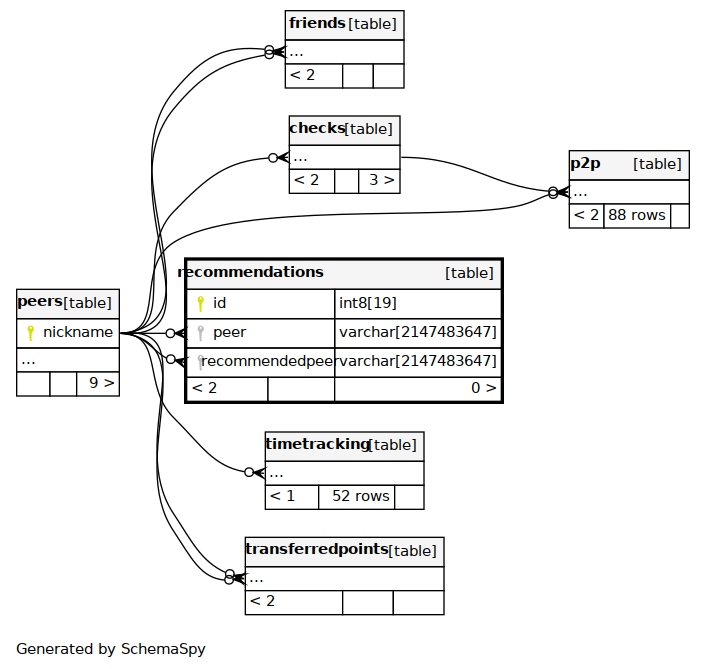 friends [table]
...
< 2
checks [table]
...
< 2 3 >
p2p [table]
...
< 2 88 rows
recommendations [table]
id int8[19]
peer varchar[2147483647]
recommendedpeer varchar[2147483647]
< 2 0 >
peers [table]
nickname
...
9 >
timetracking [table]
...
< 1 52 rows
transferredpoints [table]
...
< 2
Generated by SchemaSpy